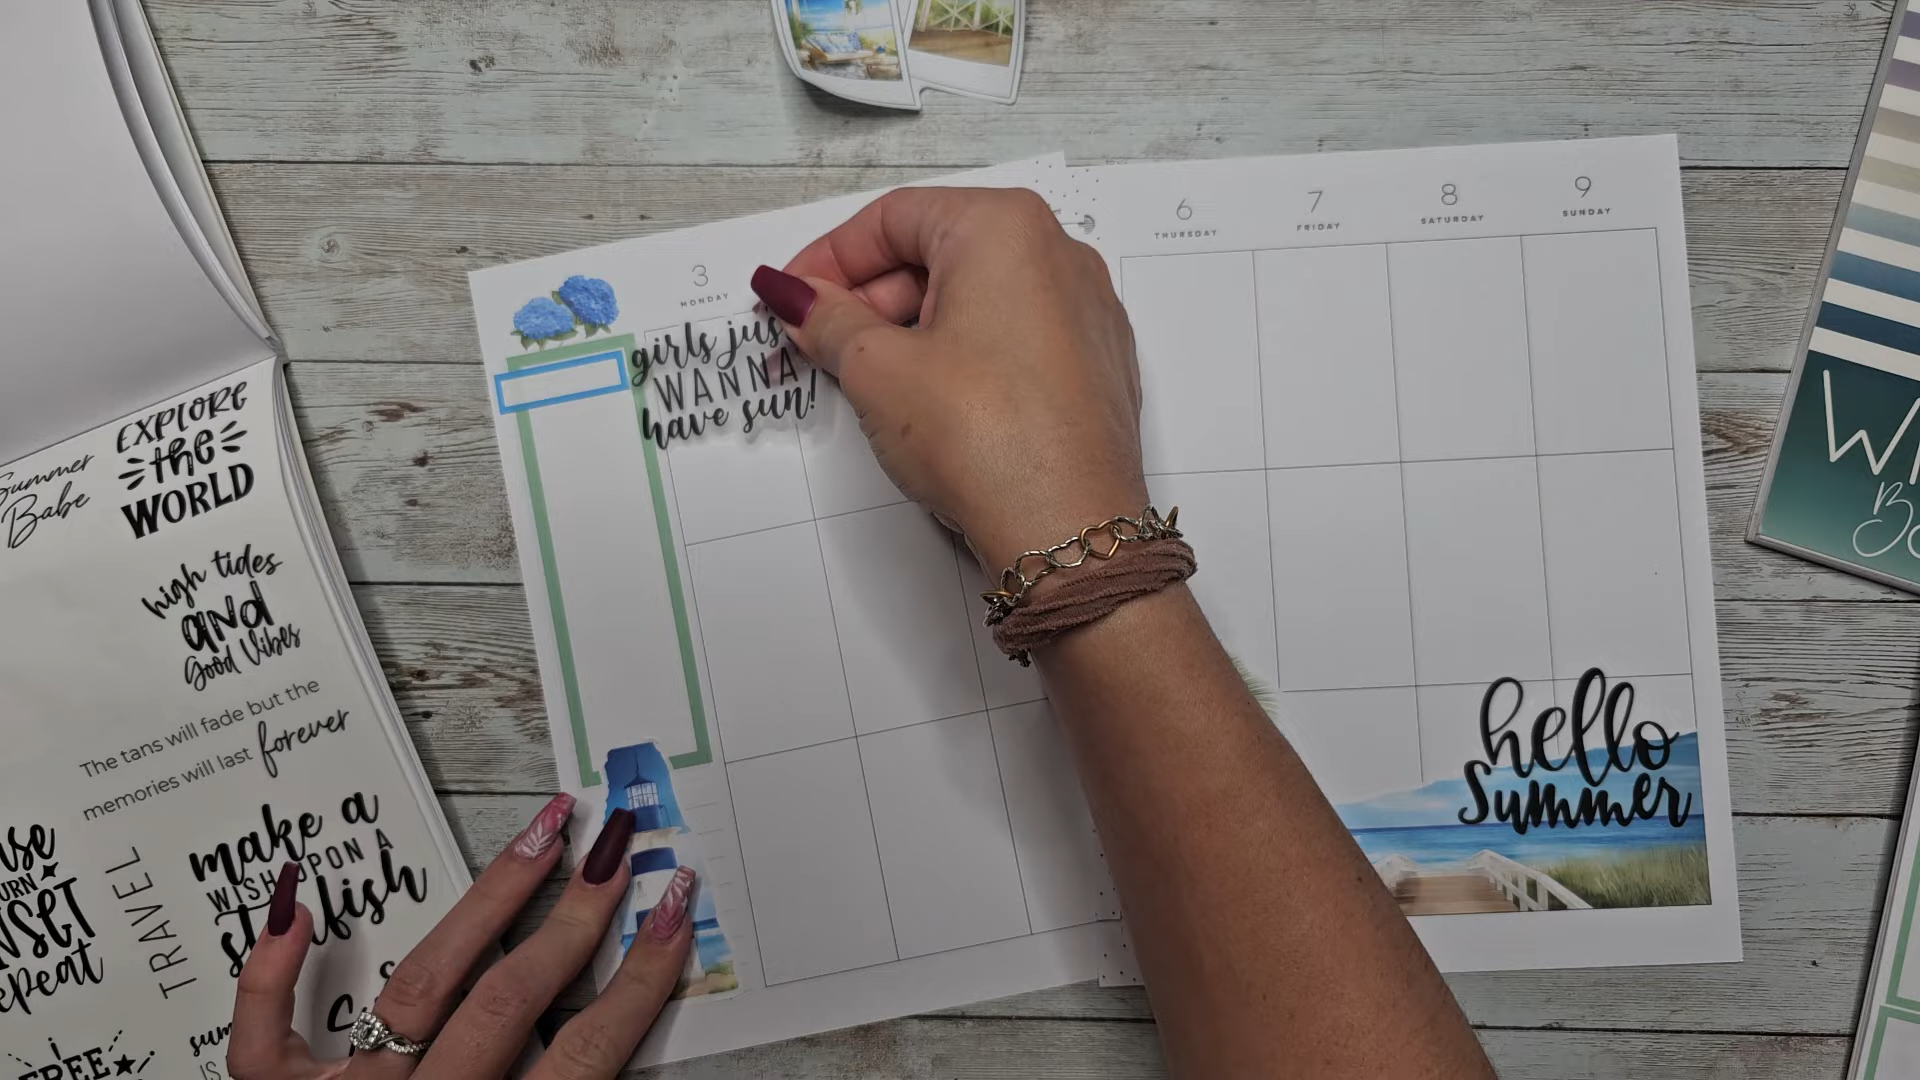 3
MONDAY
6
THURSDAY
7
FRIDAY
8
SATURDAY
9
SUNDAY
girls
WANNA
have sun!
hello
Summer
Summer
Babe
EXPLORE
the
WORLD
high tides
and
Good Vibes
The tans will fade but the
memories will last forever
TRAVEL
make a
WISH UPON A